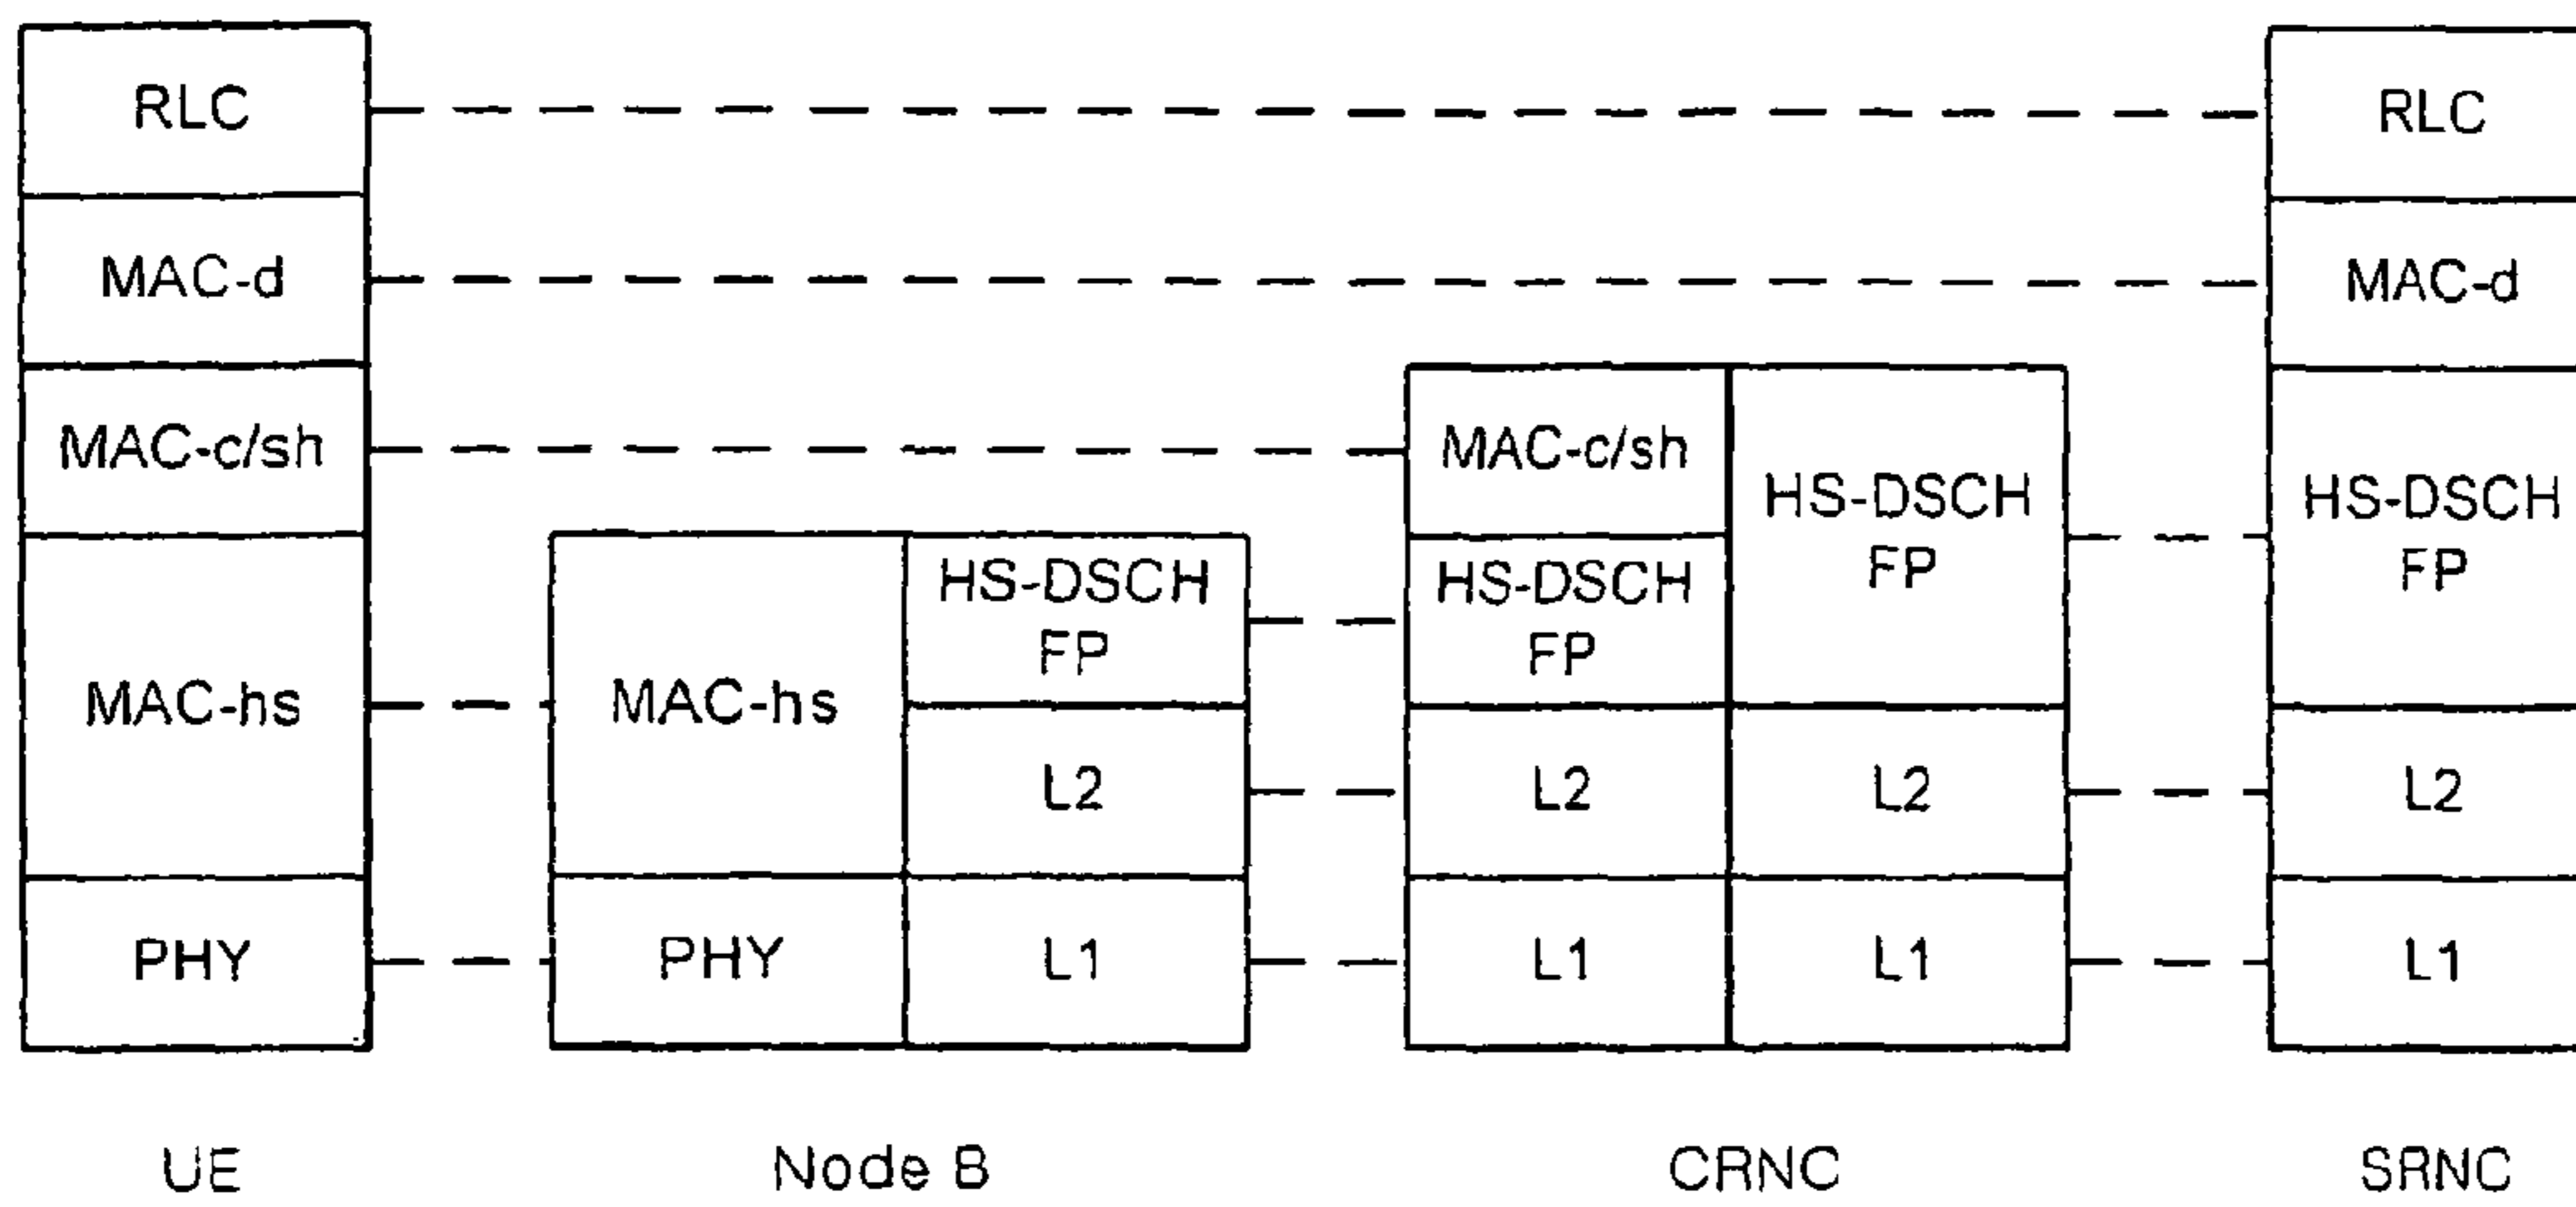 RLC
RLC
MAC-d
MAC-d
MAC-c/sh
MAC-c/sh
HS-DSCH
FP
HS-DSCH
FP
MAC-hs
MAC-hs
HS-DSCH
FP
HS-DSCH
FP
L2
L2
L2
L2
PHY
PHY
L1
L1
L1
L1
UE
Node B
CRNC
SRNC